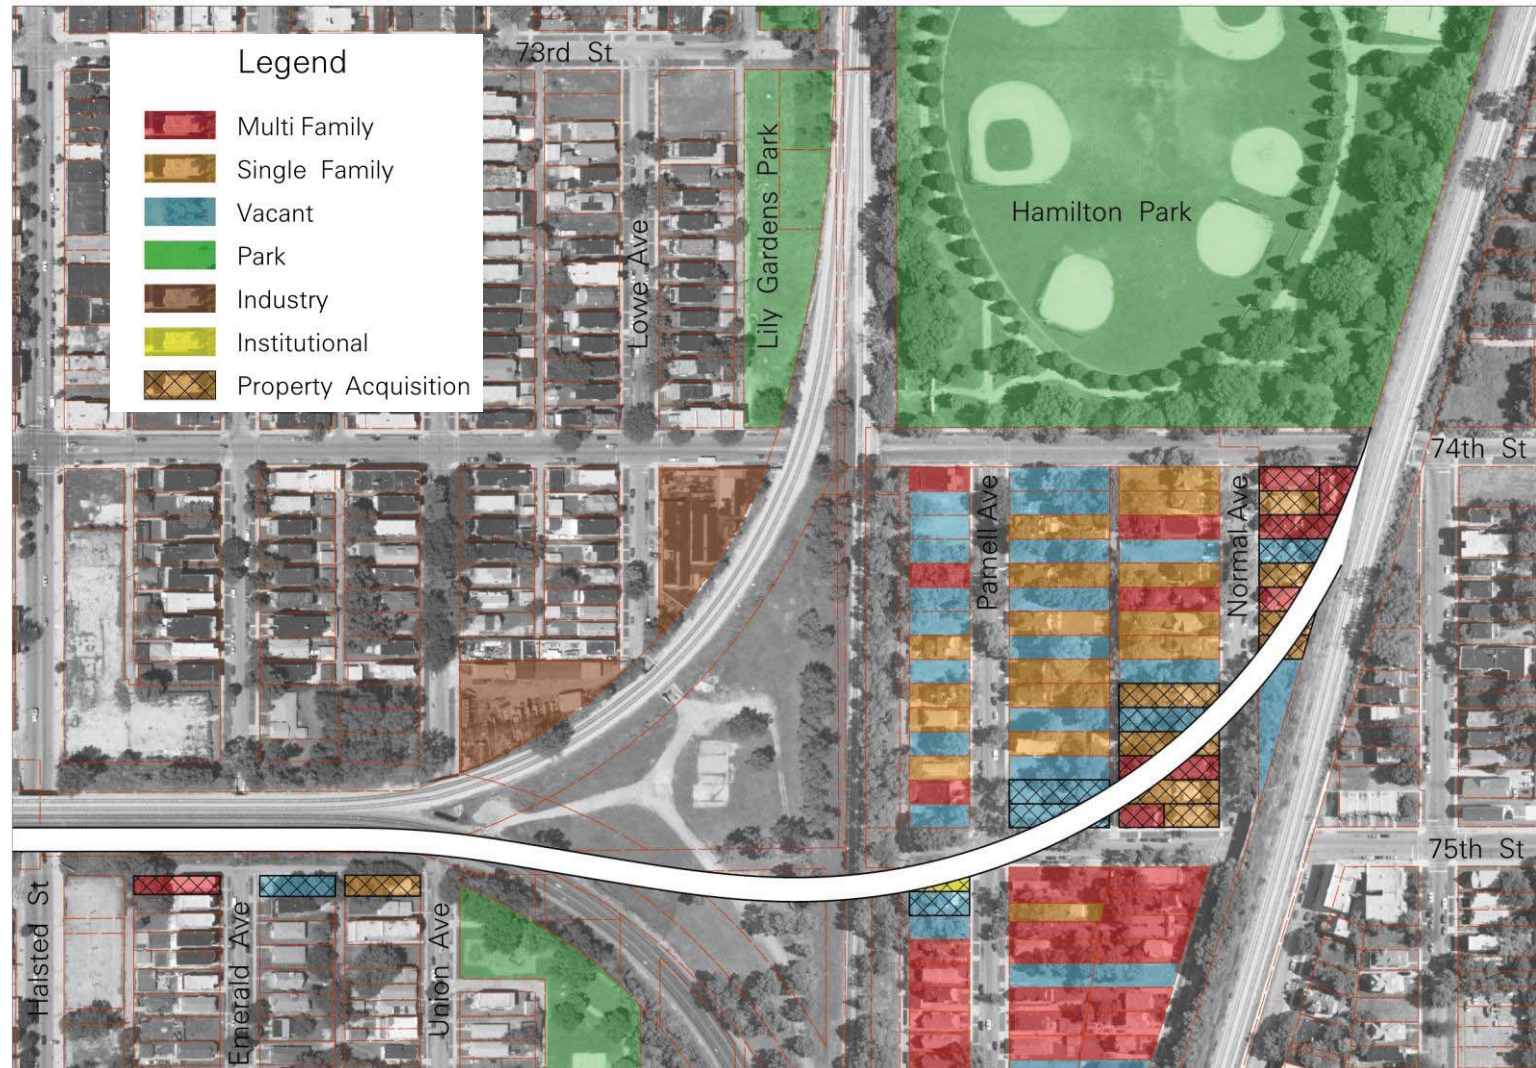 Legend
Multi Family
Single Family
Vacant
Park
Industry
Institutional
Property Acquisition
73rd St
Lowe Ave
Lily Gardens Park
Hamilton Park
74th St
Parnell Ave
Normal Ave
75th St
Halsted St
Emerald Ave
Union Ave